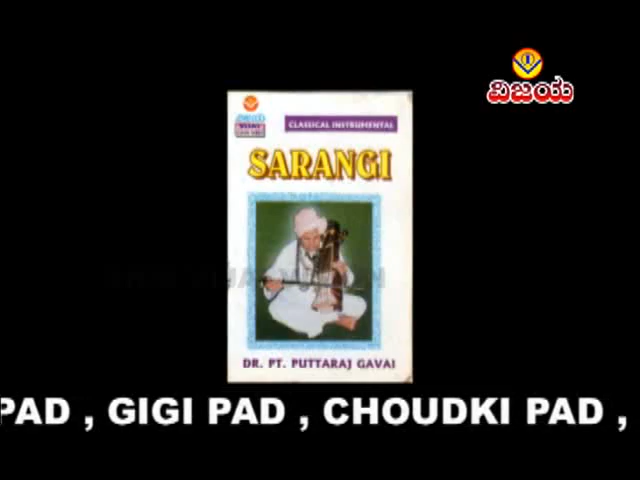 ವಿಜಯ
CLASSICAL INSTRUMENTAL
SARANGI
DR. PT. PUTTARAJ GAVAI
PAD , GIGI PAD , CHOUDKI PAD ,